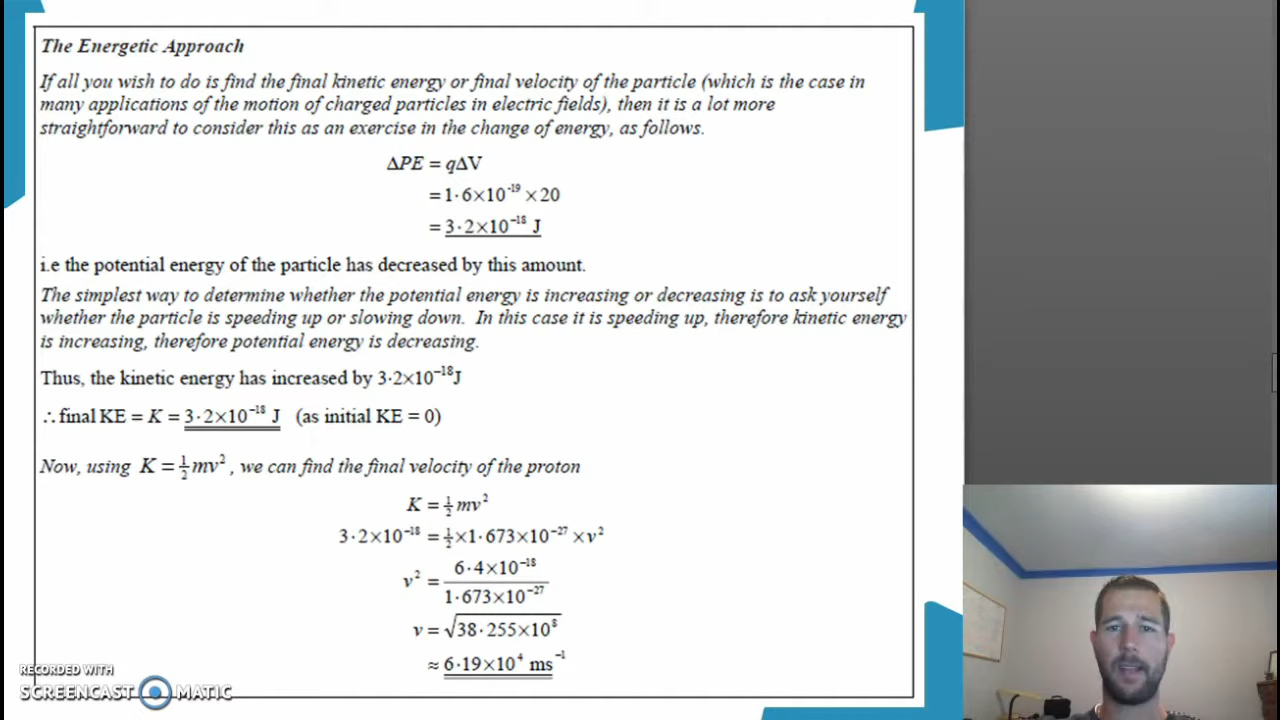 The Energetic Approach
If all you wish to do is find the final kinetic energy or final velocity of the particle (which is the case in
many applications of the motion of charged particles in electric fields), then it is a lot more
straightforward to consider this as an exercise in the change of energy, as follows.
ΔPE = qΔV
= 1·6×10⁻¹⁹ × 20
= 3·2×10⁻¹⁸ J
i.e the potential energy of the particle has decreased by this amount.
The simplest way to determine whether the potential energy is increasing or decreasing is to ask yourself
whether the particle is speeding up or slowing down. In this case it is speeding up, therefore kinetic energy
is increasing, therefore potential energy is decreasing.
Thus, the kinetic energy has increased by 3·2×10⁻¹⁸J
∴ final KE = K = 3·2×10⁻¹⁸ J (as initial KE = 0)
Now, using K = ½mv², we can find the final velocity of the proton
K = ½mv²
3·2×10⁻¹⁸ = ½×1·673×10⁻²⁷ ×v²
v² = 6·4×10⁻¹⁸ / 1·673×10⁻²⁷
v = √38·255×10⁸
≈ 6·19×10⁴ ms⁻¹
RECORDED WITH
SCREENCAST MATIC